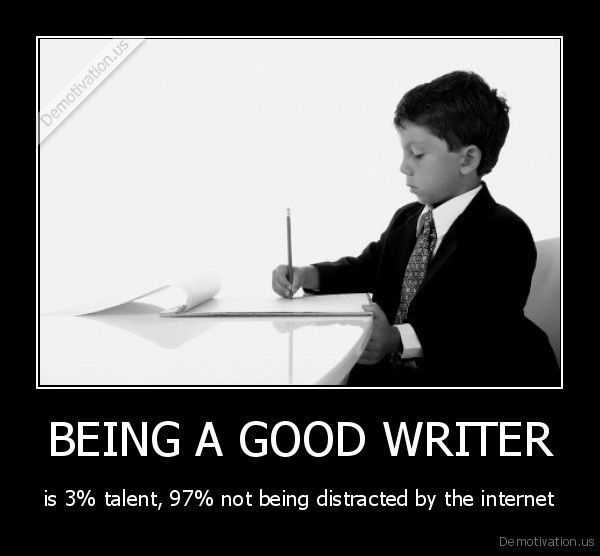 Demotivation.us
BEING A GOOD WRITER
is 3% talent, 97% not being distracted by the internet
Demotivation.us